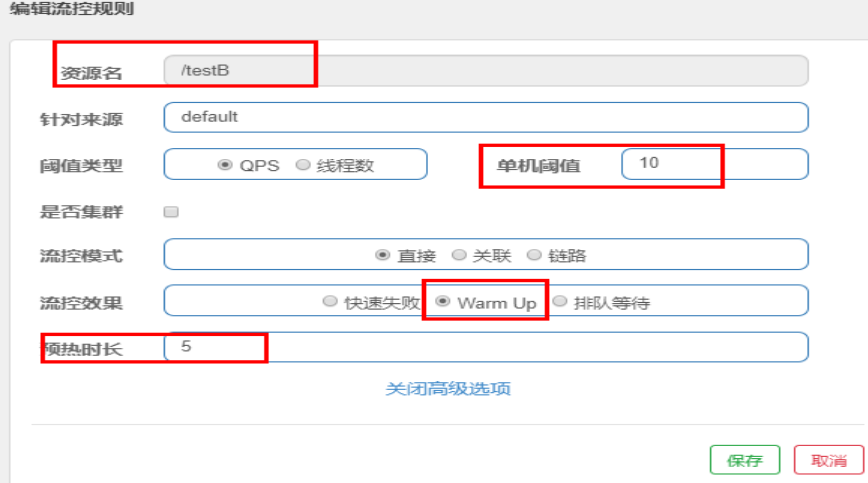 编辑流控规则
资源名 /testB
针对来源 default
阈值类型 QPS 线程数 单机阈值 10
是否集群
流控模式 直接 关联 链路
流控效果 快速失败 Warm Up 排队等待
预热时长 5
关闭高级选项
保存 取消